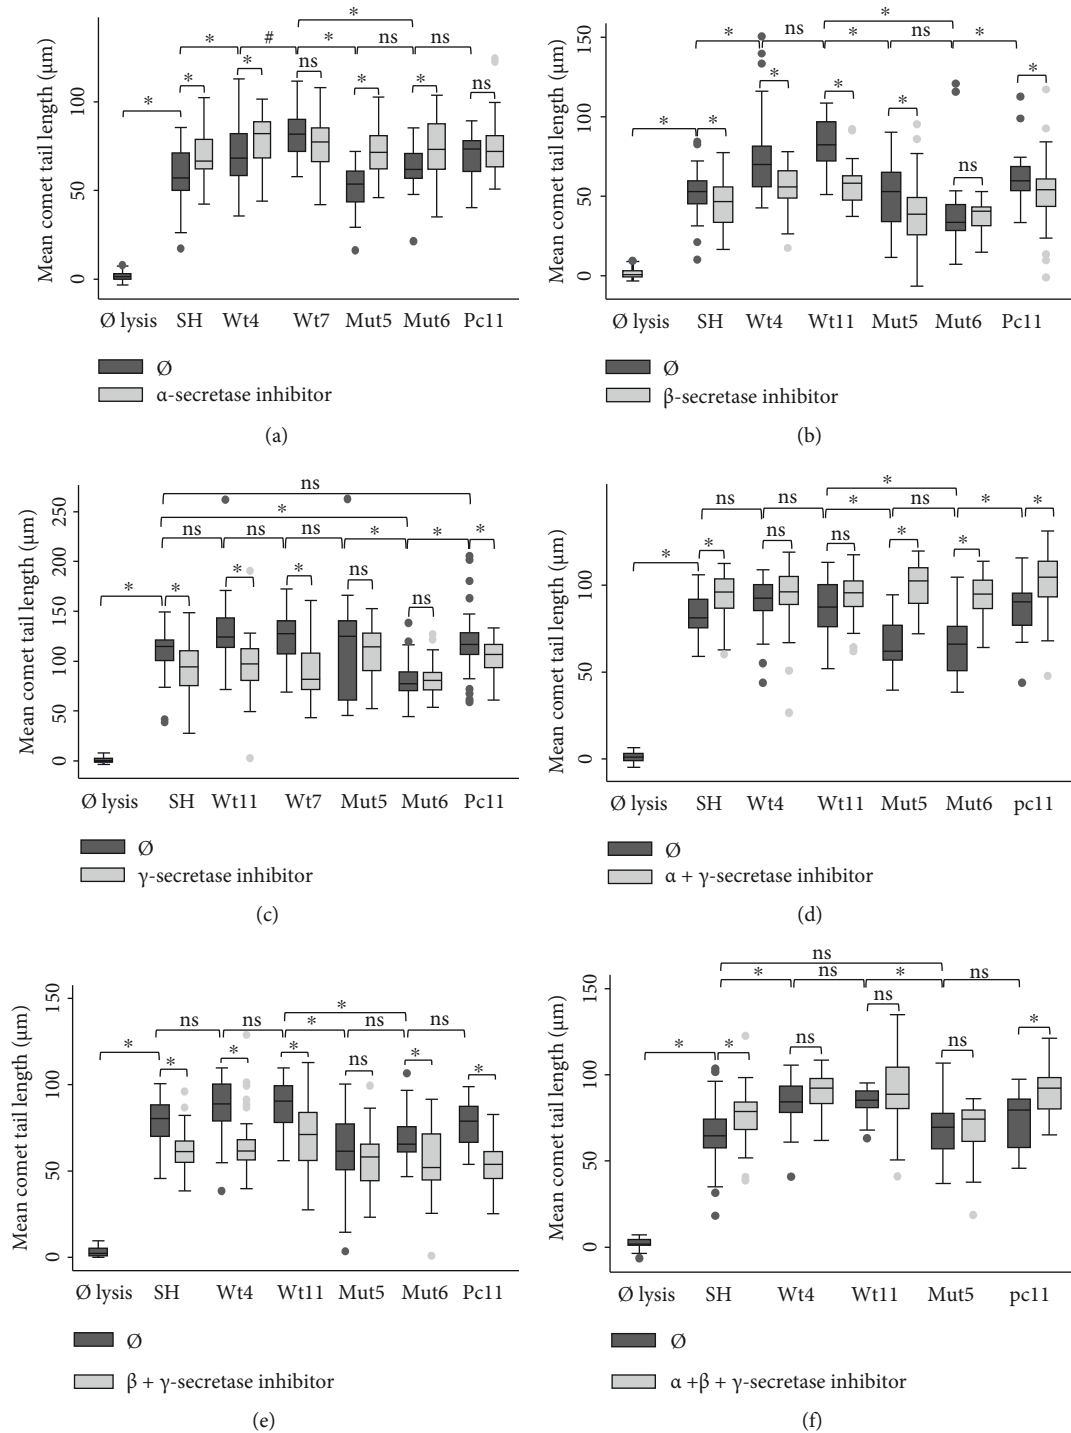 * * # * * ns ns
* * * ns * * ns
Mean comet tail length (μm)
100
50
0
Ø lysis SH Wt4 Wt7 Mut5 Mut6 Pc11
Ø
α-secretase inhibitor
(a)
* * ns * * ns *
* * * * ns *
Mean comet tail length (μm)
150
100
50
0
Ø lysis SH Wt4 Wt11 Mut5 Mut6 Pc11
Ø
β-secretase inhibitor
(b)
ns
*
* ns ns ns * *
* * * ns ns *
Mean comet tail length (μm)
250
200
150
100
50
0
Ø lysis SH Wt11 Wt7 Mut5 Mut6 Pc11
Ø
γ-secretase inhibitor
(c)
*
* ns ns * ns *
* ns ns * * *
Mean comet tail length (μm)
100
50
0
Ø lysis SH Wt4 Wt11 Mut5 Mut6 pc11
Ø
α + γ-secretase inhibitor
(d)
*
* ns ns * ns ns
* * * ns * *
Mean comet tail length (μm)
150
100
50
0
Ø lysis SH Wt4 Wt11 Mut5 Mut6 Pc11
Ø
β + γ-secretase inhibitor
(e)
ns
* * ns * ns
* ns ns ns *
Mean comet tail length (μm)
150
100
50
0
Ø lysis SH Wt4 Wt11 Mut5 pc11
Ø
α +β + γ-secretase inhibitor
(f)